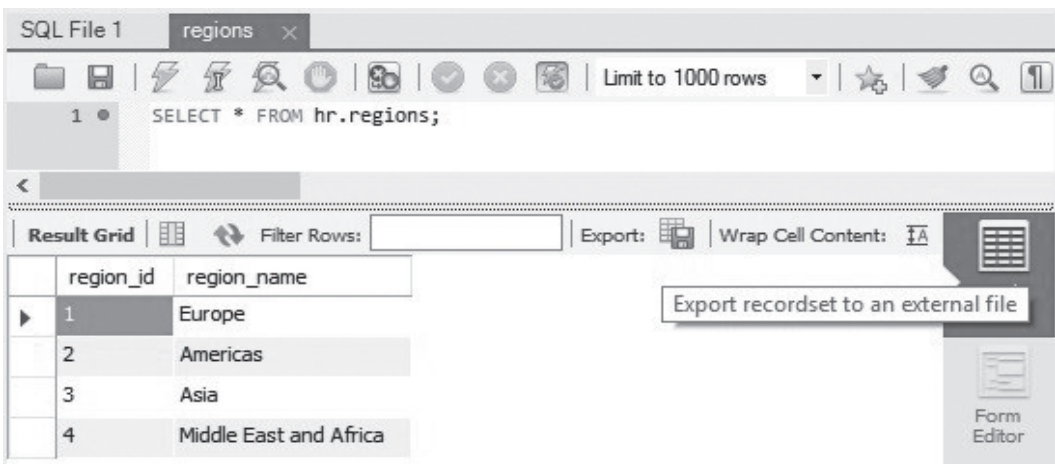 SQL File 1 regions
Limit to 1000 rows
1 SELECT * FROM hr.regions;
Result Grid Filter Rows: Export: Wrap Cell Content:
region_id region_name
1 Europe
Export recordset to an external file
2 Americas
3 Asia
4 Middle East and Africa
Form
Editor